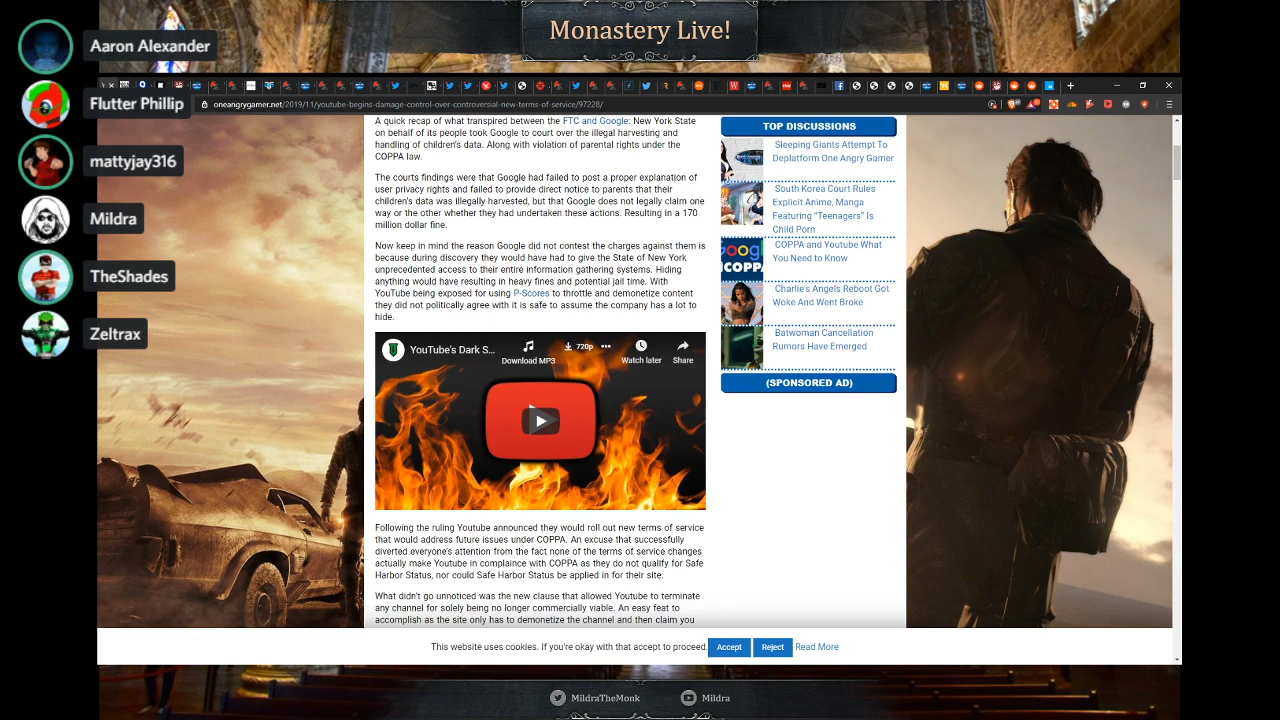 Monastery Live!
Aaron Alexander
Flutter Phillip
mattyjay316
Mildra
TheShades
Zeltrax
oneangrygamer.net/2019/11/youtube-begins-damage-control-over-controversial-new-terms-of-service/97228/
A quick recap of what transpired between the FTC and Google: New York State
on behalf of its people took Google to court over the illegal harvesting and
handling of children's data. Along with violation of parental rights under the
COPPA law.
The courts findings were that Google had failed to post a proper explanation of
user privacy rights and failed to provide direct notice to parents that their
children's data was illegally harvested, but that Google does not legally claim one
way or the other whether they had undertaken these actions. Resulting in a 170
million dollar fine.
Now keep in mind the reason Google did not contest the charges against them is
because during discovery they would have had to give the State of New York
unprecedented access to their entire information gathering systems. Hiding
anything would have resulting in heavy fines and potential jail time. With
YouTube being exposed for using P-Scores to throttle and demonetize content
they did not politically agree with it is safe to assume the company has a lot to
hide.
YouTube's Dark S...
Download MP3
720p
Watch later
Share
Following the ruling Youtube announced they would roll out new terms of service
that would address future issues under COPPA. An excuse that successfully
diverted everyone's attention from the fact none of the terms of service changes
actually make Youtube in complaince with COPPA as they do not qualify for Safe
Harbor Status, nor could Safe Harbor Status be applied in for their site.
What didn't go unnoticed was the new clause that allowed Youtube to terminate
any channel for solely being no longer commercially viable. An easy feat to
accomplish as the site only has to demonetize the channel and then claim you
TOP DISCUSSIONS
Sleeping Giants Attempt To
Deplatform One Angry Gamer
South Korea Court Rules
Explicit Anime, Manga
Featuring "Teenagers" Is
Child Porn
COPPA and Youtube What
You Need to Know
Charlie's Angels Reboot Got
Woke And Went Broke
Batwoman Cancellation
Rumors Have Emerged
(SPONSORED AD)
This website uses cookies. If you're okay with that accept to proceed.
Accept
Reject
Read More
MildraTheMonk
Mildra